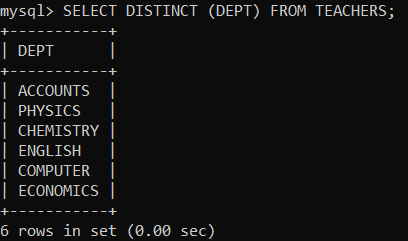 mysql> SELECT DISTINCT (DEPT) FROM TEACHERS;
+-----------+
| DEPT      |
+-----------+
| ACCOUNTS  |
| PHYSICS   |
| CHEMISTRY |
| ENGLISH   |
| COMPUTER  |
| ECONOMICS |
+-----------+
6 rows in set (0.00 sec)